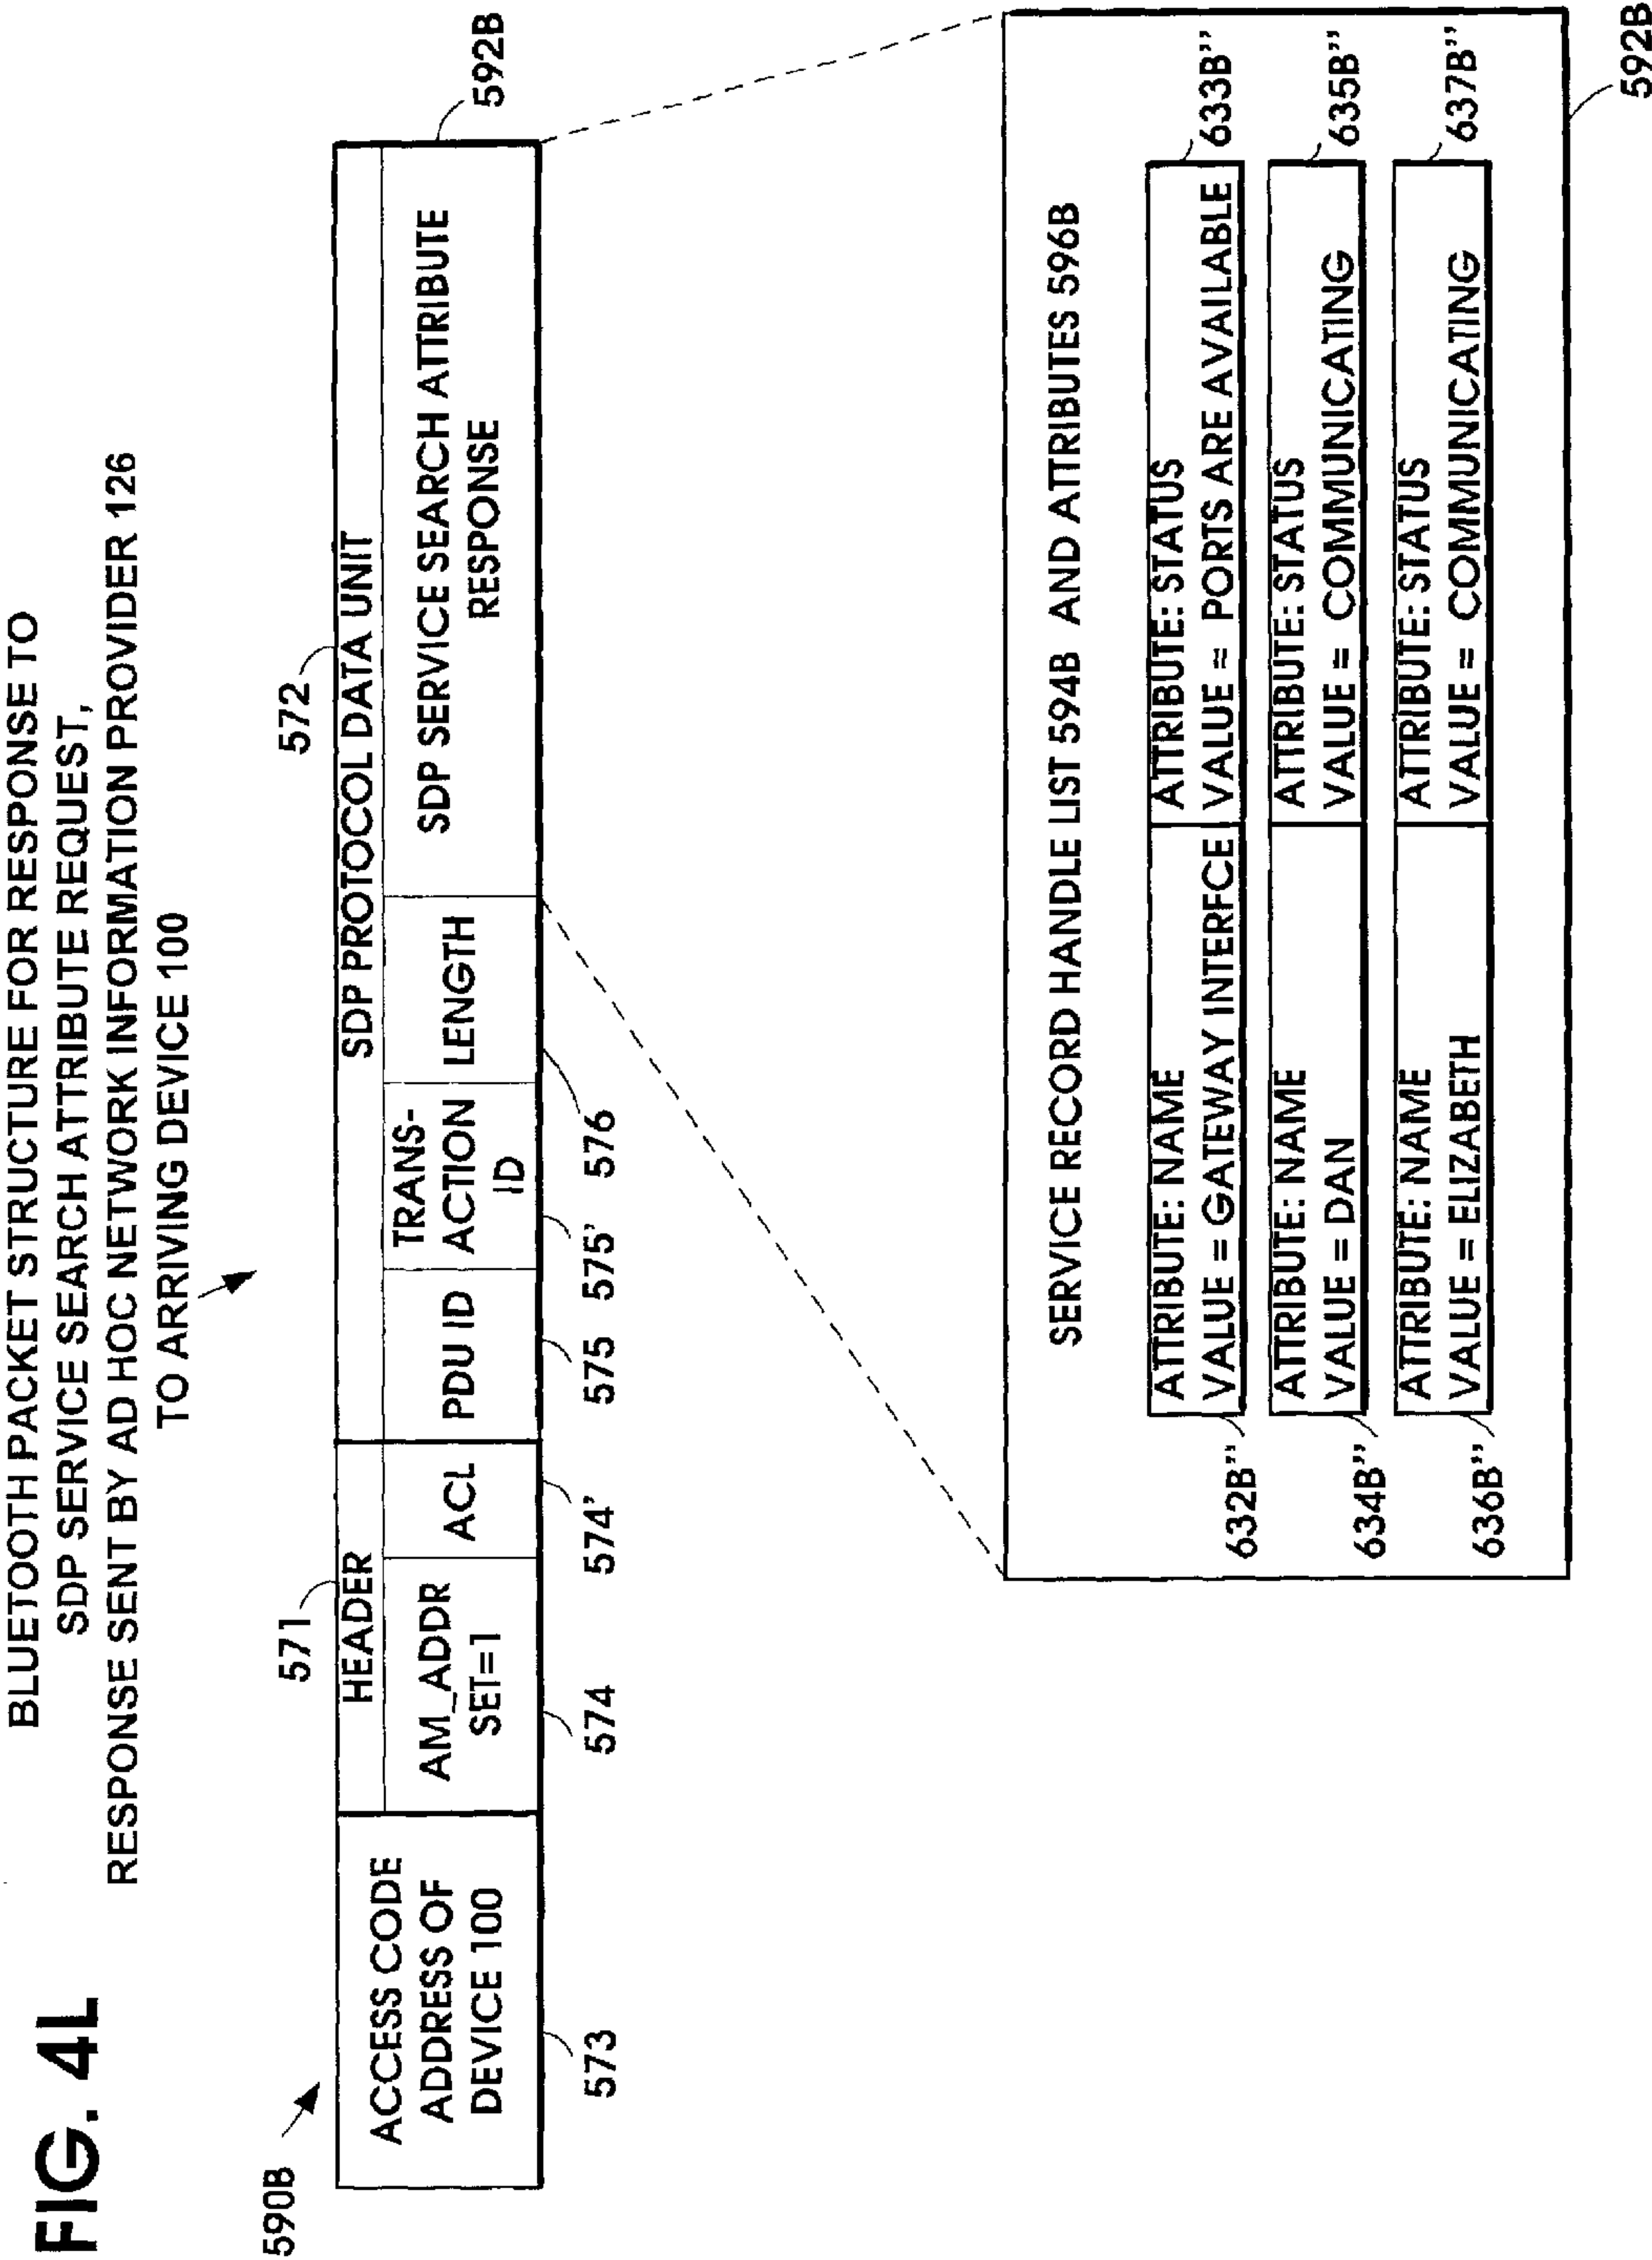 FIG. 4L
BLUETOOTH PACKET STRUCTURE FOR RESPONSE TO
SDP SERVICE SEARCH ATTRIBUTE REQUEST,
RESPONSE SENT BY AD HOC NETWORK INFORMATION PROVIDER 126
TO ARRIVING DEVICE 100
590B
571
572
HEADER
SDP PROTOCOL DATA UNIT
ACCESS CODE
ADDRESS OF
DEVICE 100
AM_ADDR
SET=1
ACL
PDU ID
TRANS-
ACTION
ID
LENGTH
SDP SERVICE SEARCH ATTRIBUTE
RESPONSE
592B
573
574
574'
575
575'
576
SERVICE RECORD HANDLE LIST 594B AND ATTRIBUTES 596B
ATTRIBUTE: NAME
VALUE = GATEWAY INTERFCE
ATTRIBUTE: STATUS
VALUE = PORTS ARE AVAILABLE
632B''
633B''
ATTRIBUTE: NAME
VALUE = DAN
ATTRIBUTE: STATUS
VALUE = COMMUNICATING
634B''
635B''
ATTRIBUTE: NAME
VALUE = ELIZABETH
ATTRIBUTE: STATUS
VALUE = COMMUNICATING
636B''
637B''
592B